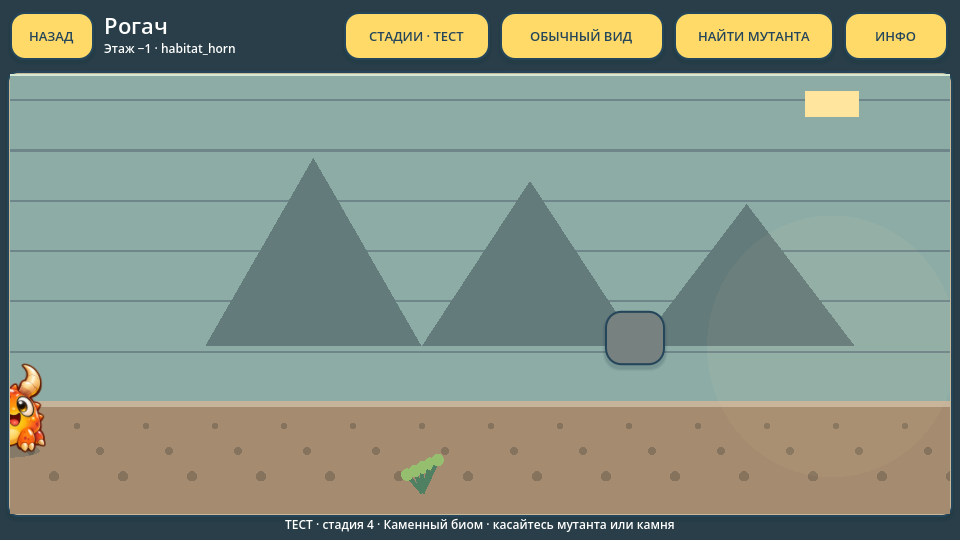 НАЗАД
Рогач
Этаж −1 · habitat_horn
СТАДИИ · ТЕСТ
ОБЫЧНЫЙ ВИД
НАЙТИ МУТАНТА
ИНФО
ТЕСТ · стадия 4 · Каменный биом · касайтесь мутанта или камня